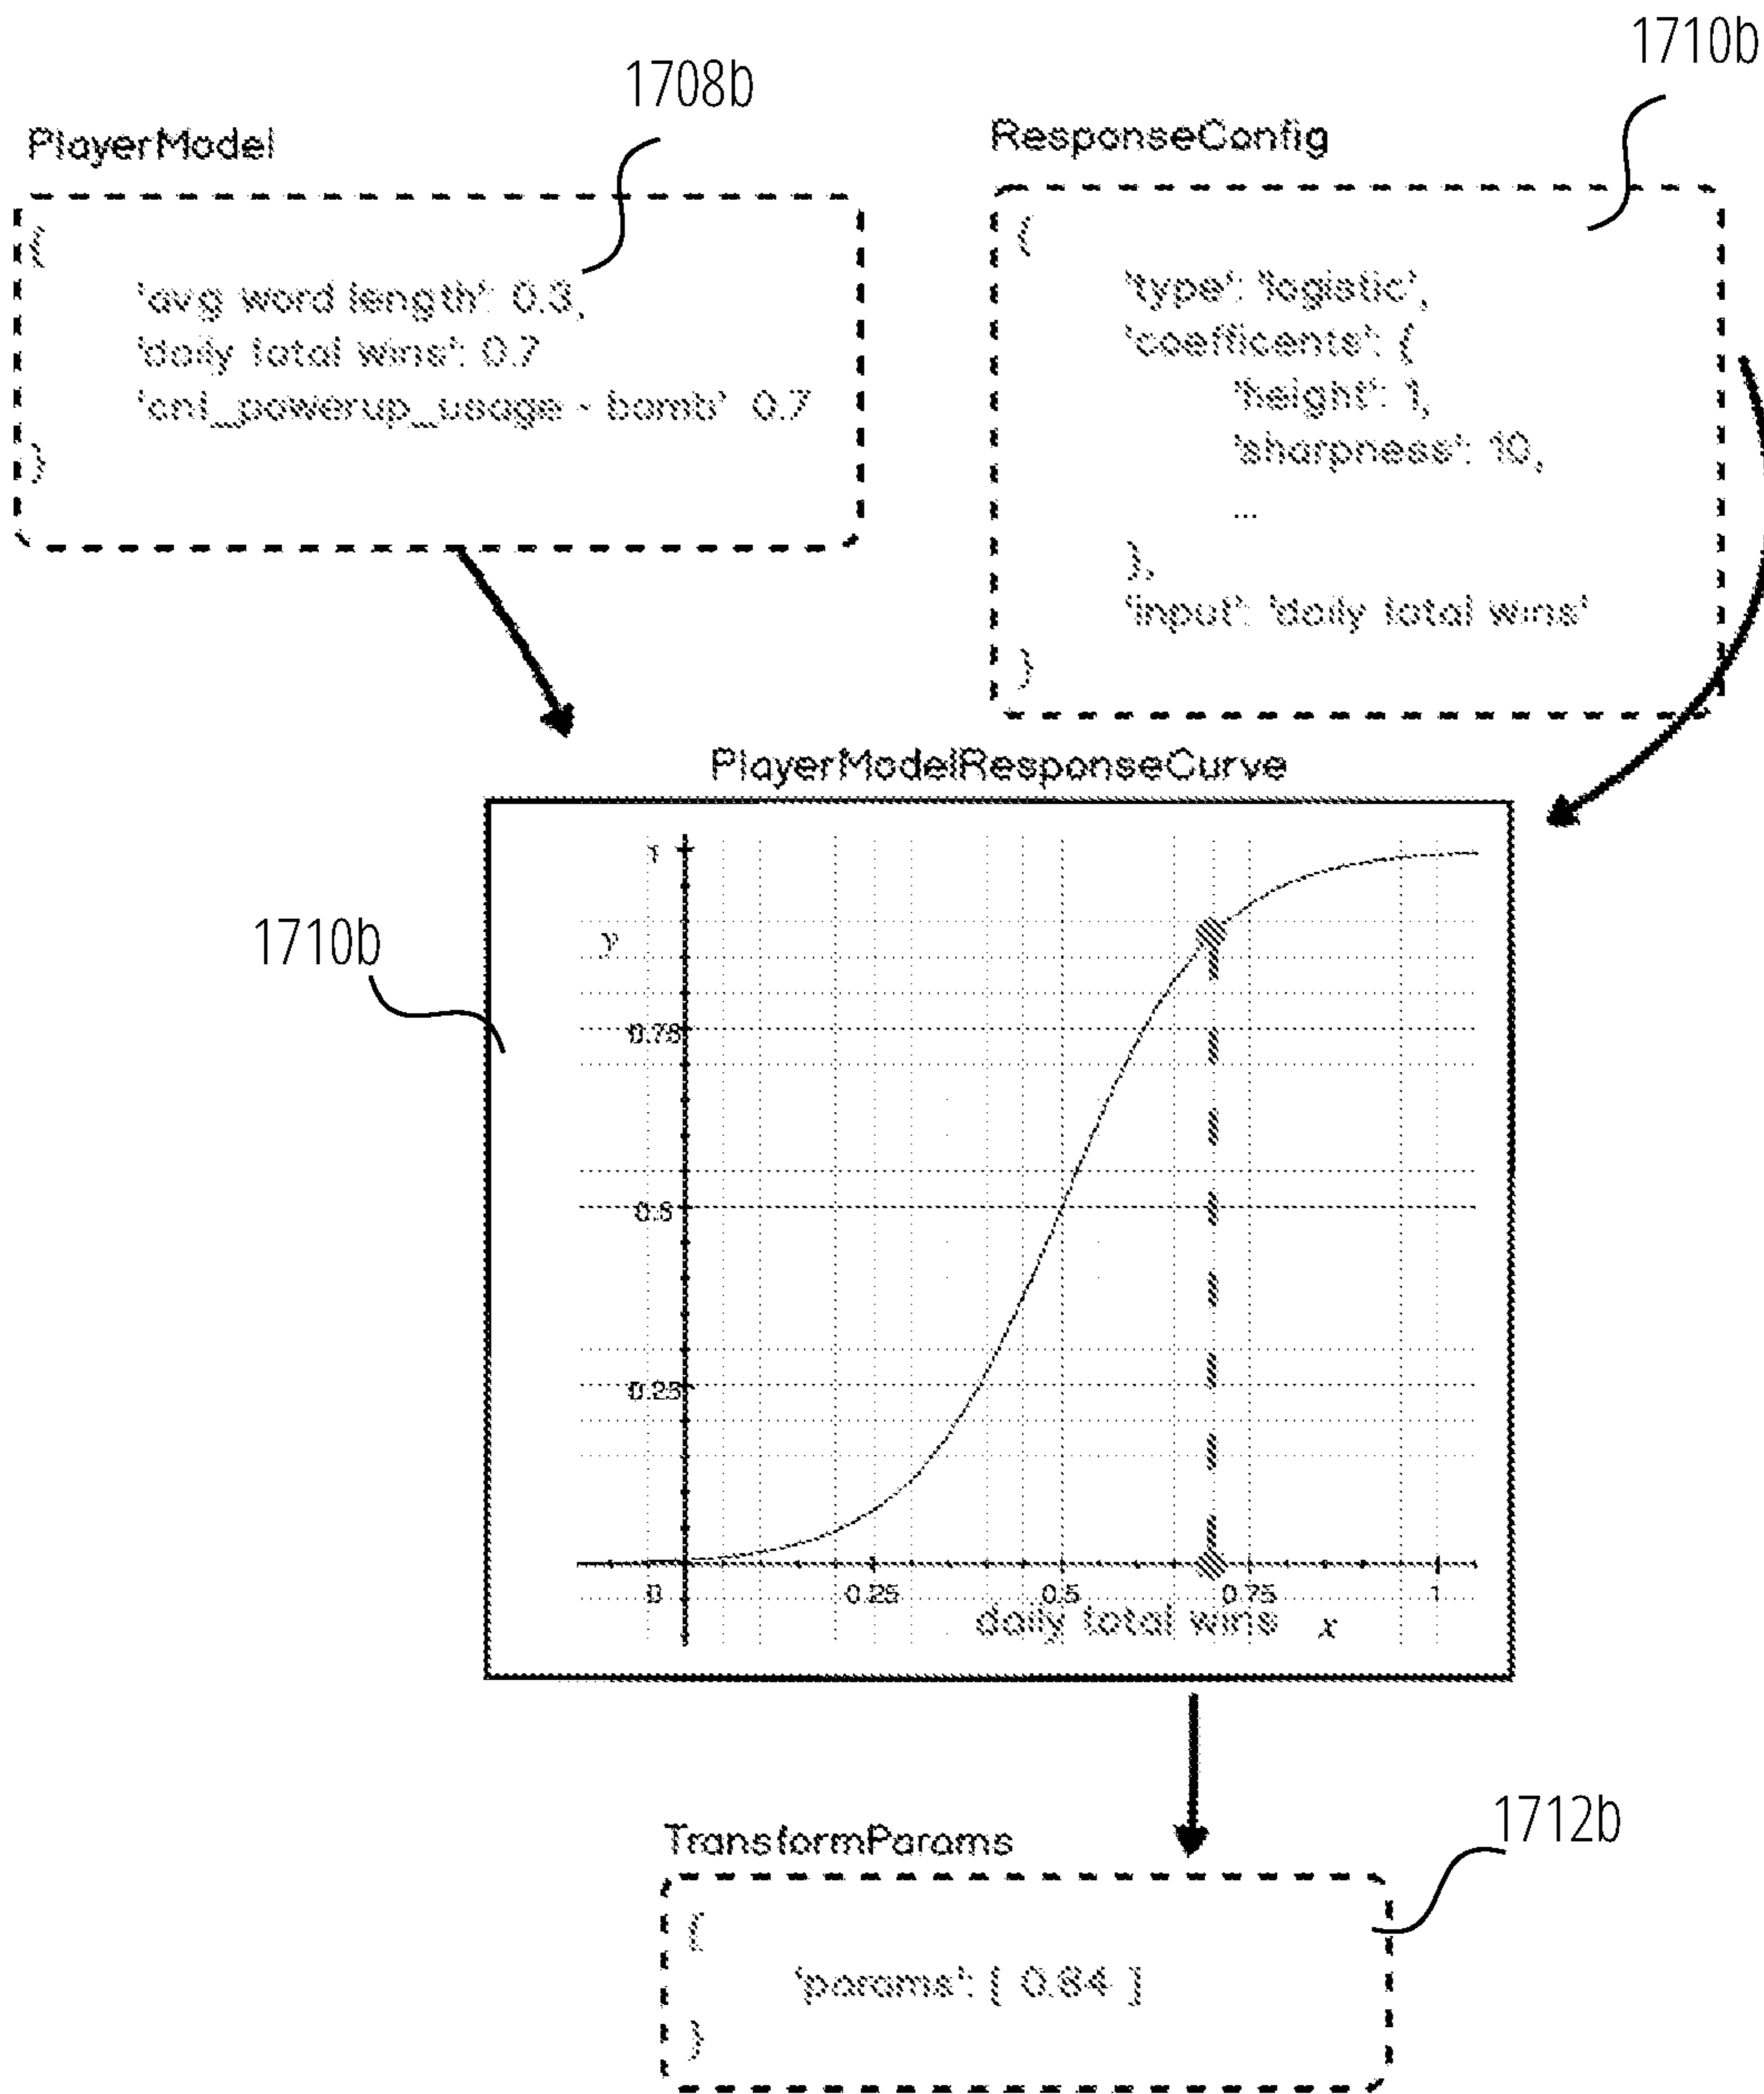 1708b
1710b
PlayerModel
{
'avg word length': 0.3,
'daily total wins': 0.7
'cnt_powerup_usage - bomb' 0.7
}
ResponseConfig
{
'type': 'logistic',
'coefficents': {
'height': 1,
'sharpness': 10,
...
},
'input': 'daily total wins'
}
PlayerModelResponseCurve
1710b
1
y
0.75
0.5
0.25
0 0.25 0.5 0.75 1
daily total wins x
TransformParams
1712b
{
'params': [ 0.84 ]
}